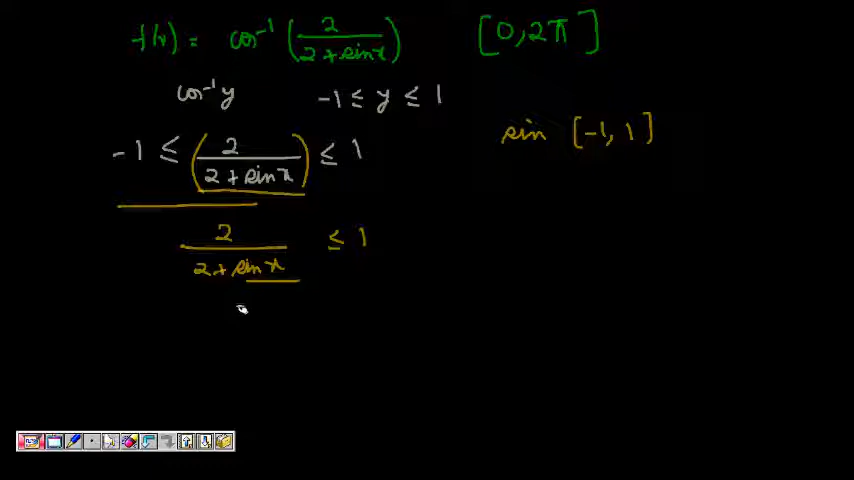 f(x) = cos⁻¹ (2/(2 + sin x)) [0, 2π]
cos⁻¹ y -1 ≤ y ≤ 1
sin [-1, 1]
-1 ≤ (2/(2 + sin x)) ≤ 1
2/(2 + sin x) ≤ 1